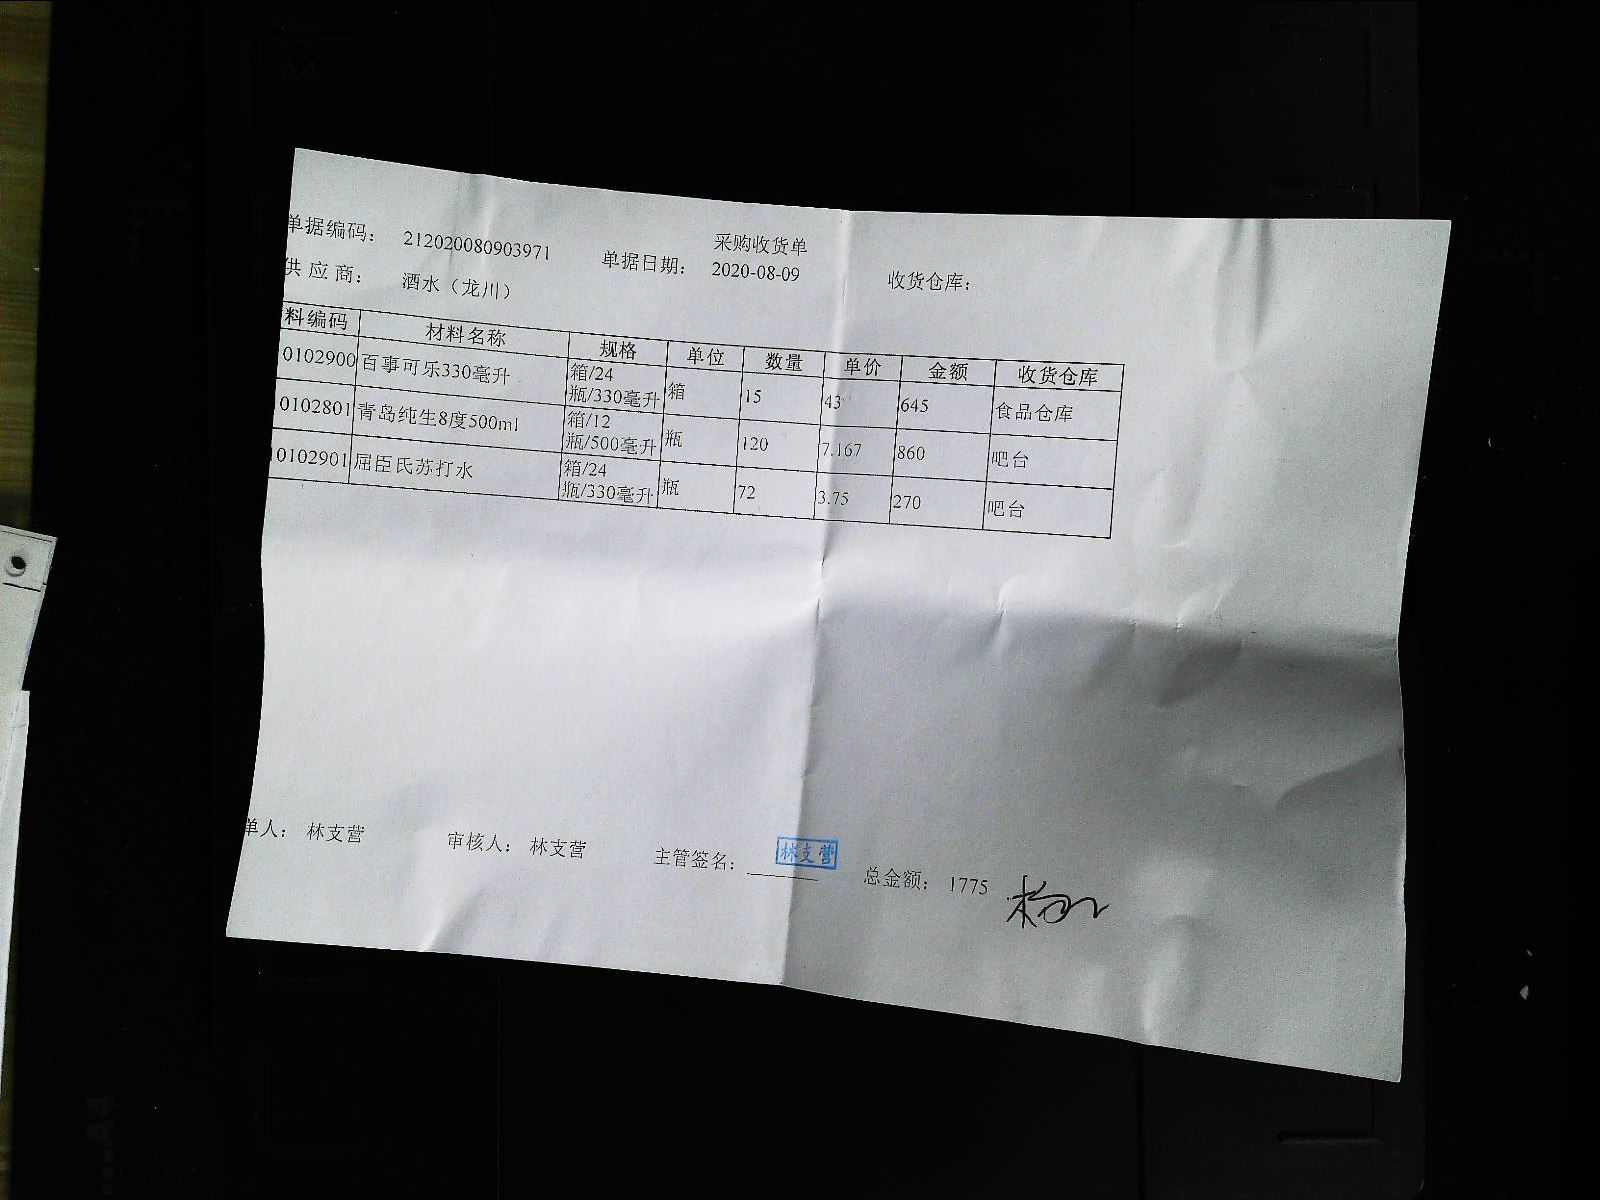 采购收货单
单据编码： 212020080903971 单据日期： 2020-08-09 收货仓库：
供 应 商： 酒水（龙川）
料编码 材料名称 规格 单位 数量 单价 金额 收货仓库
0102900 百事可乐330毫升 箱/24瓶/330毫升 箱 15 43 645 食品仓库
0102801 青岛纯生8度500ml 箱/12瓶/500毫升 瓶 120 7.167 860 吧台
0102901 屈臣氏苏打水 箱/24瓶/330毫升 瓶 72 3.75 270 吧台
单人： 林支营 审核人： 林支营 主管签名： 林支营 总金额： 1775
A4